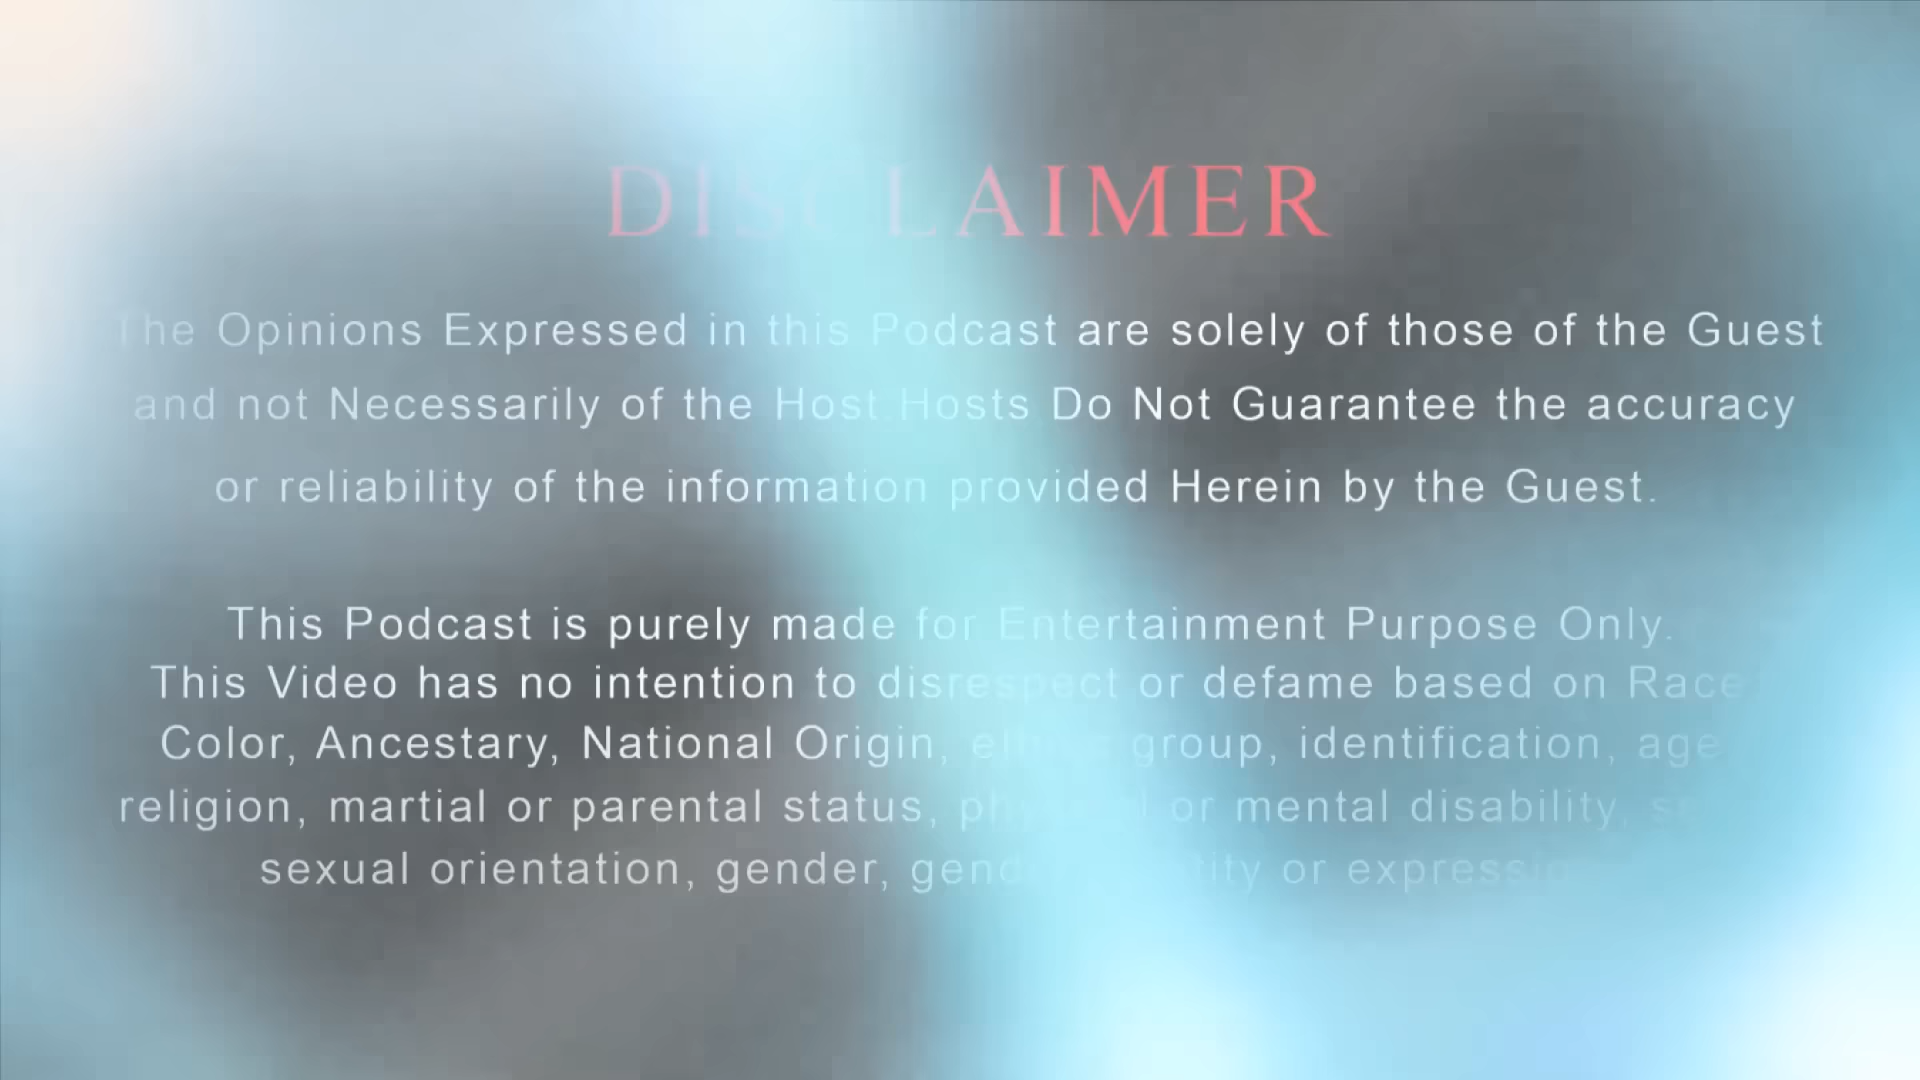 DISCLAIMER
The Opinions Expressed in this Podcast are solely of those of the Guest
and not Necessarily of the Host Hosts Do Not Guarantee the accuracy
or reliability of the information provided Herein by the Guest.
This Podcast is purely made for Entertainment Purpose Only.
This Video has no intention to disrespect or defame based on Race
Color, Ancestary, National Origin, group, identification, age
religion, martial or parental status, or mental disability,
sexual orientation, gender, or